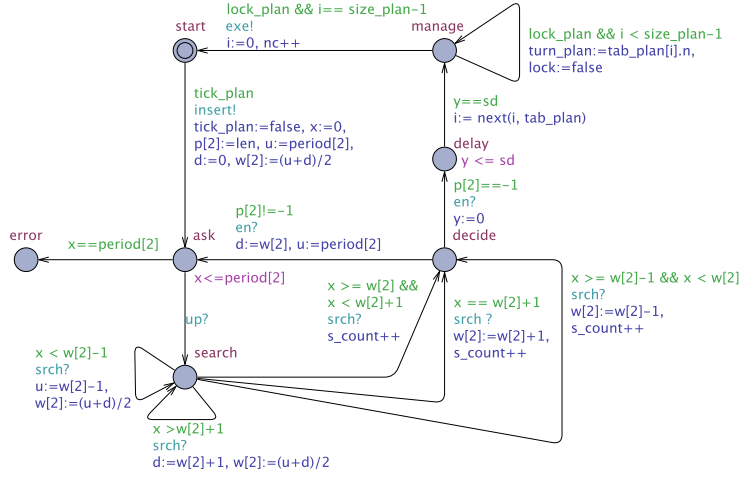 lock_plan && i== size_plan-1
start
exe!
manage
i:=0, nc++
lock_plan && i < size_plan-1
turn_plan:=tab_plan[i].n,
lock:=false
tick_plan
insert!
tick_plan:=false, x:=0,
p[2]:=len, u:=period[2],
d:=0, w[2]:=(u+d)/2
y==sd
i:= next(i, tab_plan)
delay
y <= sd
p[2]==-1
en?
y:=0
decide
p[2]!=-1
en?
d:=w[2], u:=period[2]
error
x==period[2]
ask
x<=period[2]
up?
search
x >= w[2] &&
x < w[2]+1
srch?
s_count++
x == w[2]+1
srch ?
w[2]:=w[2]+1,
s_count++
x >= w[2]-1 && x < w[2]
srch?
w[2]:=w[2]-1,
s_count++
x < w[2]-1
srch?
u:=w[2]-1,
w[2]:=(u+d)/2
x >w[2]+1
srch?
d:=w[2]+1, w[2]:=(u+d)/2